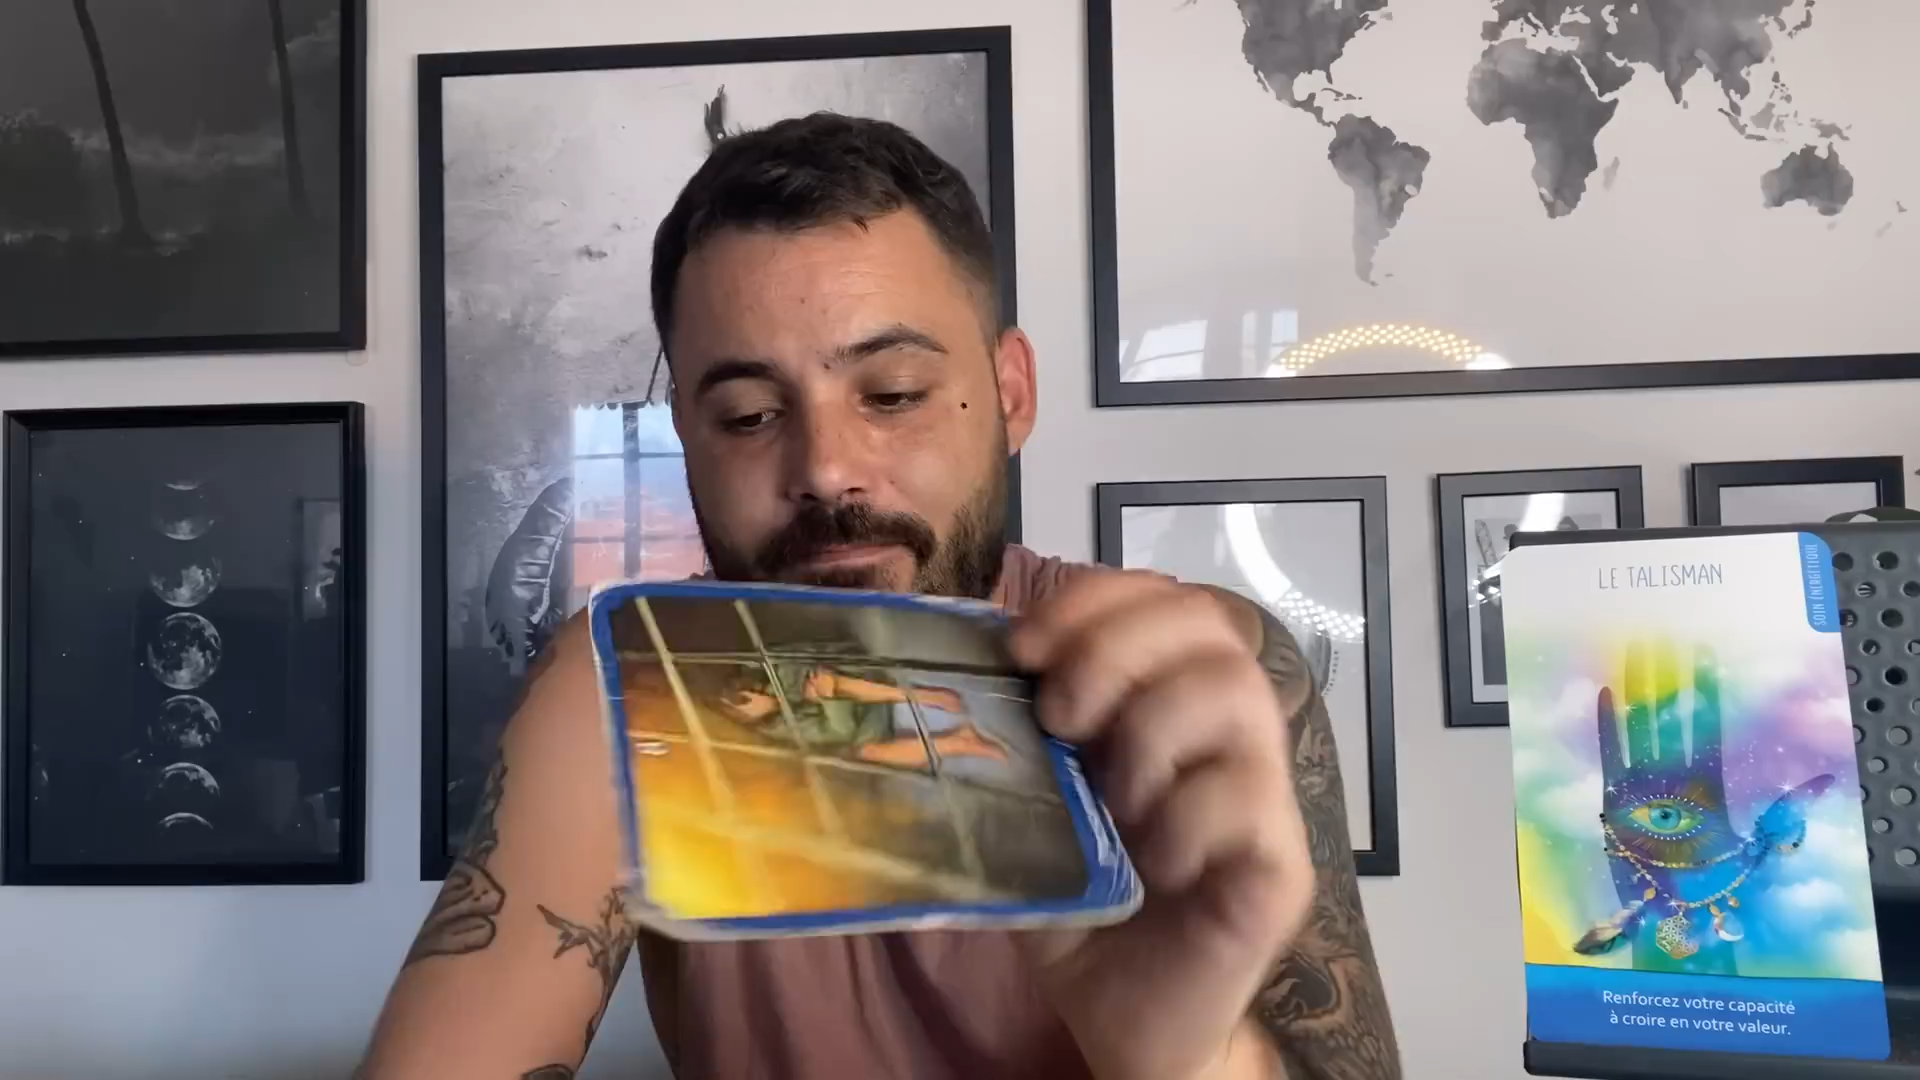 LE TALISMAN
SOIN ÉNERGÉTIQUE
Renforcez votre capacité
à croire en votre valeur.